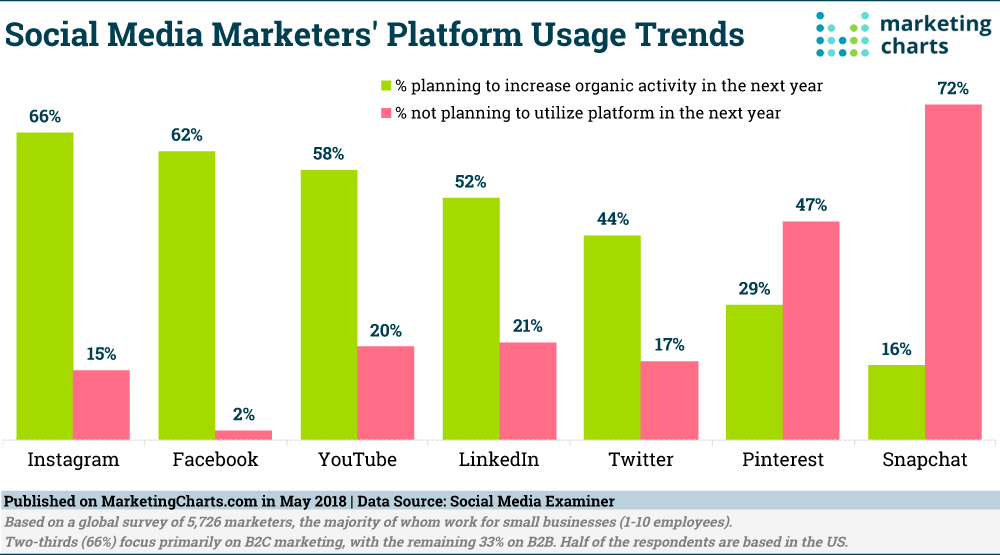 Social Media Marketers' Platform Usage Trends
marketing
charts
% planning to increase organic activity in the next year
% not planning to utilize platform in the next year
66%
15%
62%
2%
58%
20%
52%
21%
44%
17%
29%
47%
16%
72%
Instagram
Facebook
YouTube
LinkedIn
Twitter
Pinterest
Snapchat
Published on MarketingCharts.com in May 2018 | Data Source: Social Media Examiner
Based on a global survey of 5,726 marketers, the majority of whom work for small businesses (1-10 employees).
Two-thirds (66%) focus primarily on B2C marketing, with the remaining 33% on B2B. Half of the respondents are based in the US.